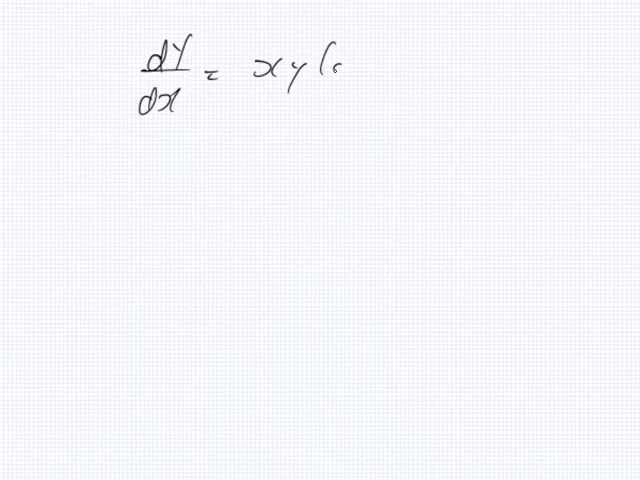 dy/dx = xy(